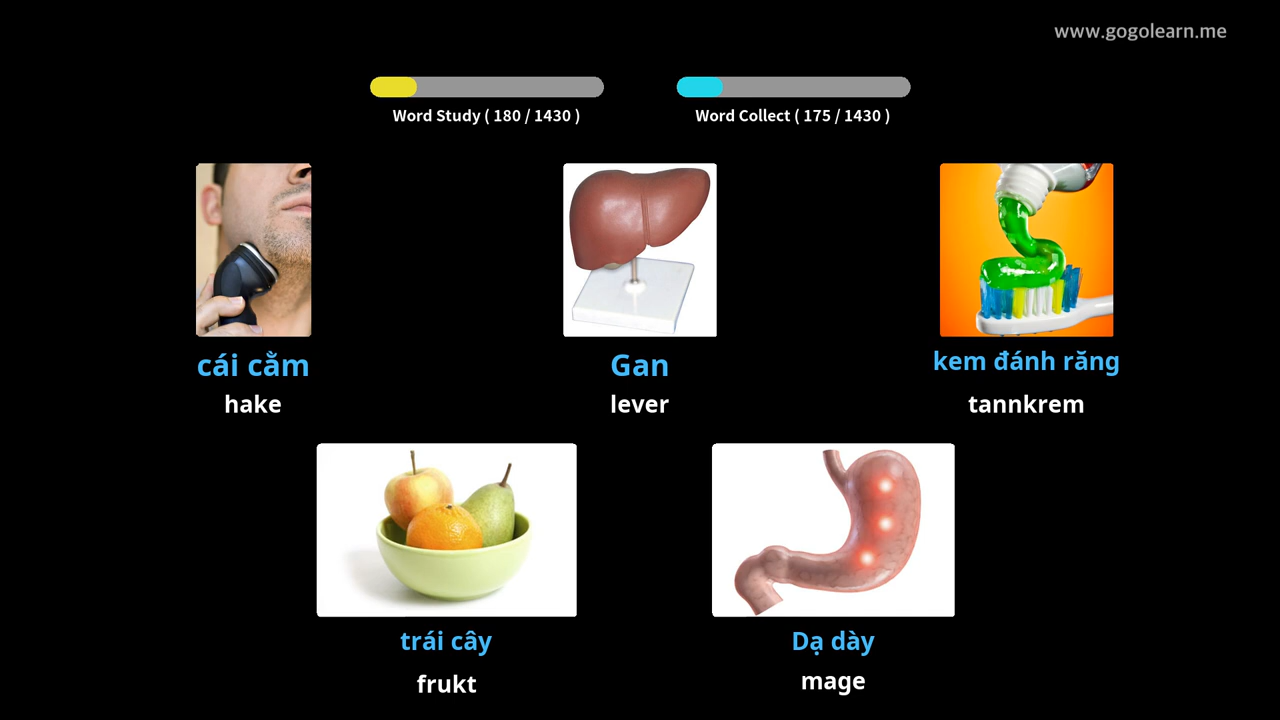 www.gogolearn.me
Word Study ( 180 / 1430 )
Word Collect ( 175 / 1430 )
cái cằm
hake
Gan
lever
kem đánh răng
tannkrem
trái cây
frukt
Dạ dày
mage